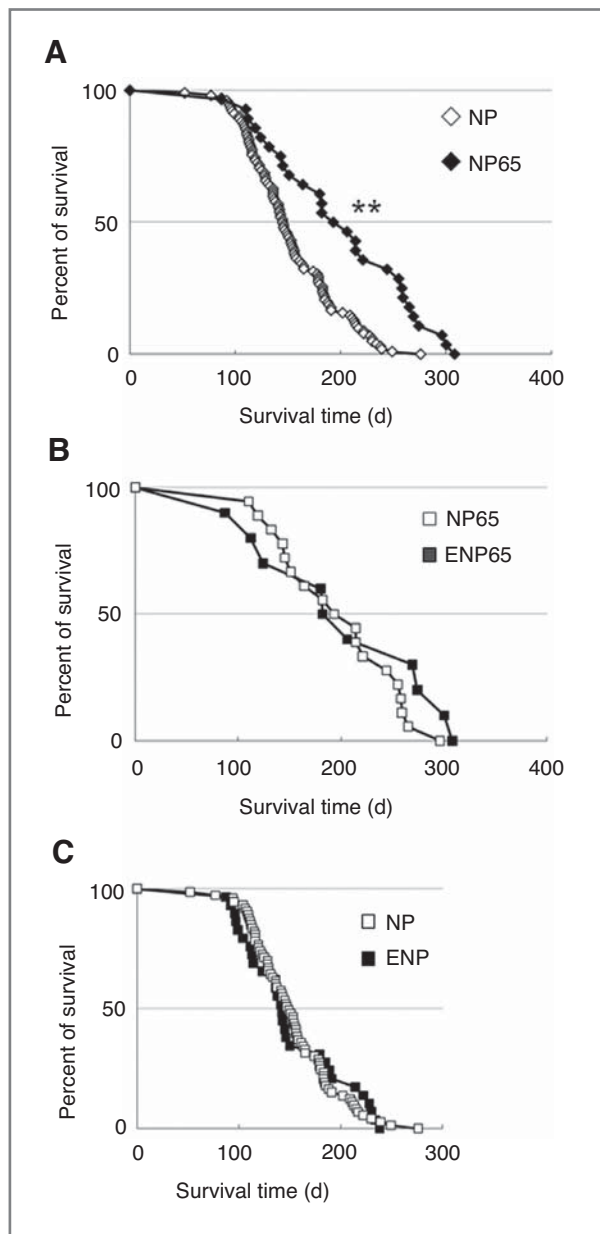 A
Percent of survival
100
50
0
NP
NP65
**
0 100 200 300 400
Survival time (d)
B
Percent of survival
100
50
0
NP65
ENP65
0 100 200 300 400
Survival time (d)
C
Percent of survival
100
50
0
NP
ENP
0 100 200 300
Survival time (d)